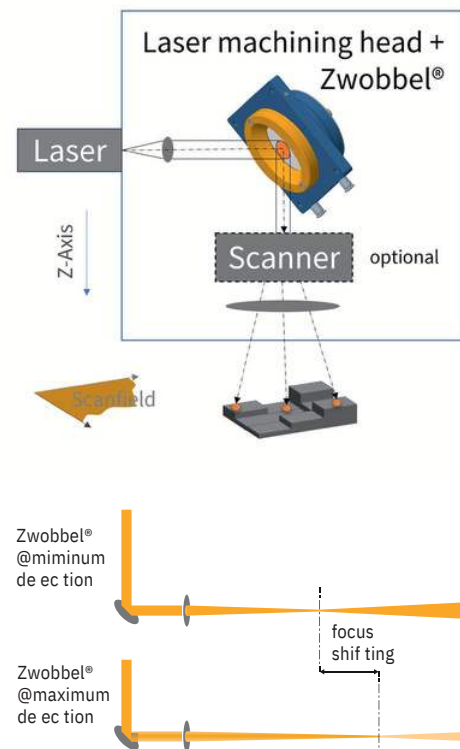 Laser machining head +
Zwobbel®
Laser
Z-Axis
Scanner
optional
Scanfield
Zwobbel®
@miminum
de ec tion
focus
shif ting
Zwobbel®
@maximum
de ec tion